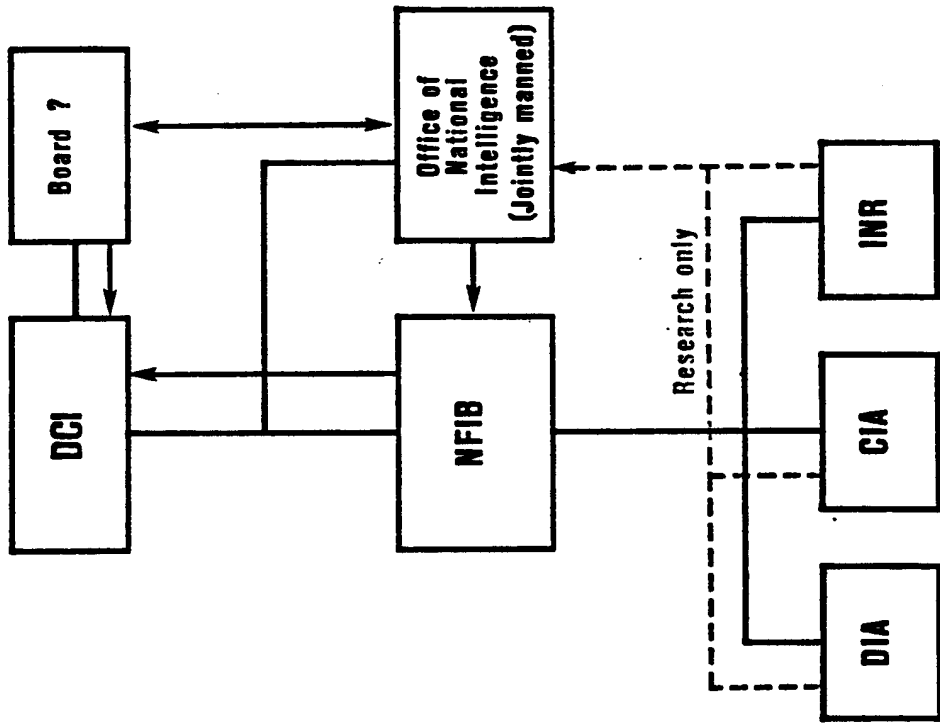 DCI
Board ?
NFIB
Office of
National
Intelligence
(Jointly manned)
Research only
DIA
CIA
INR